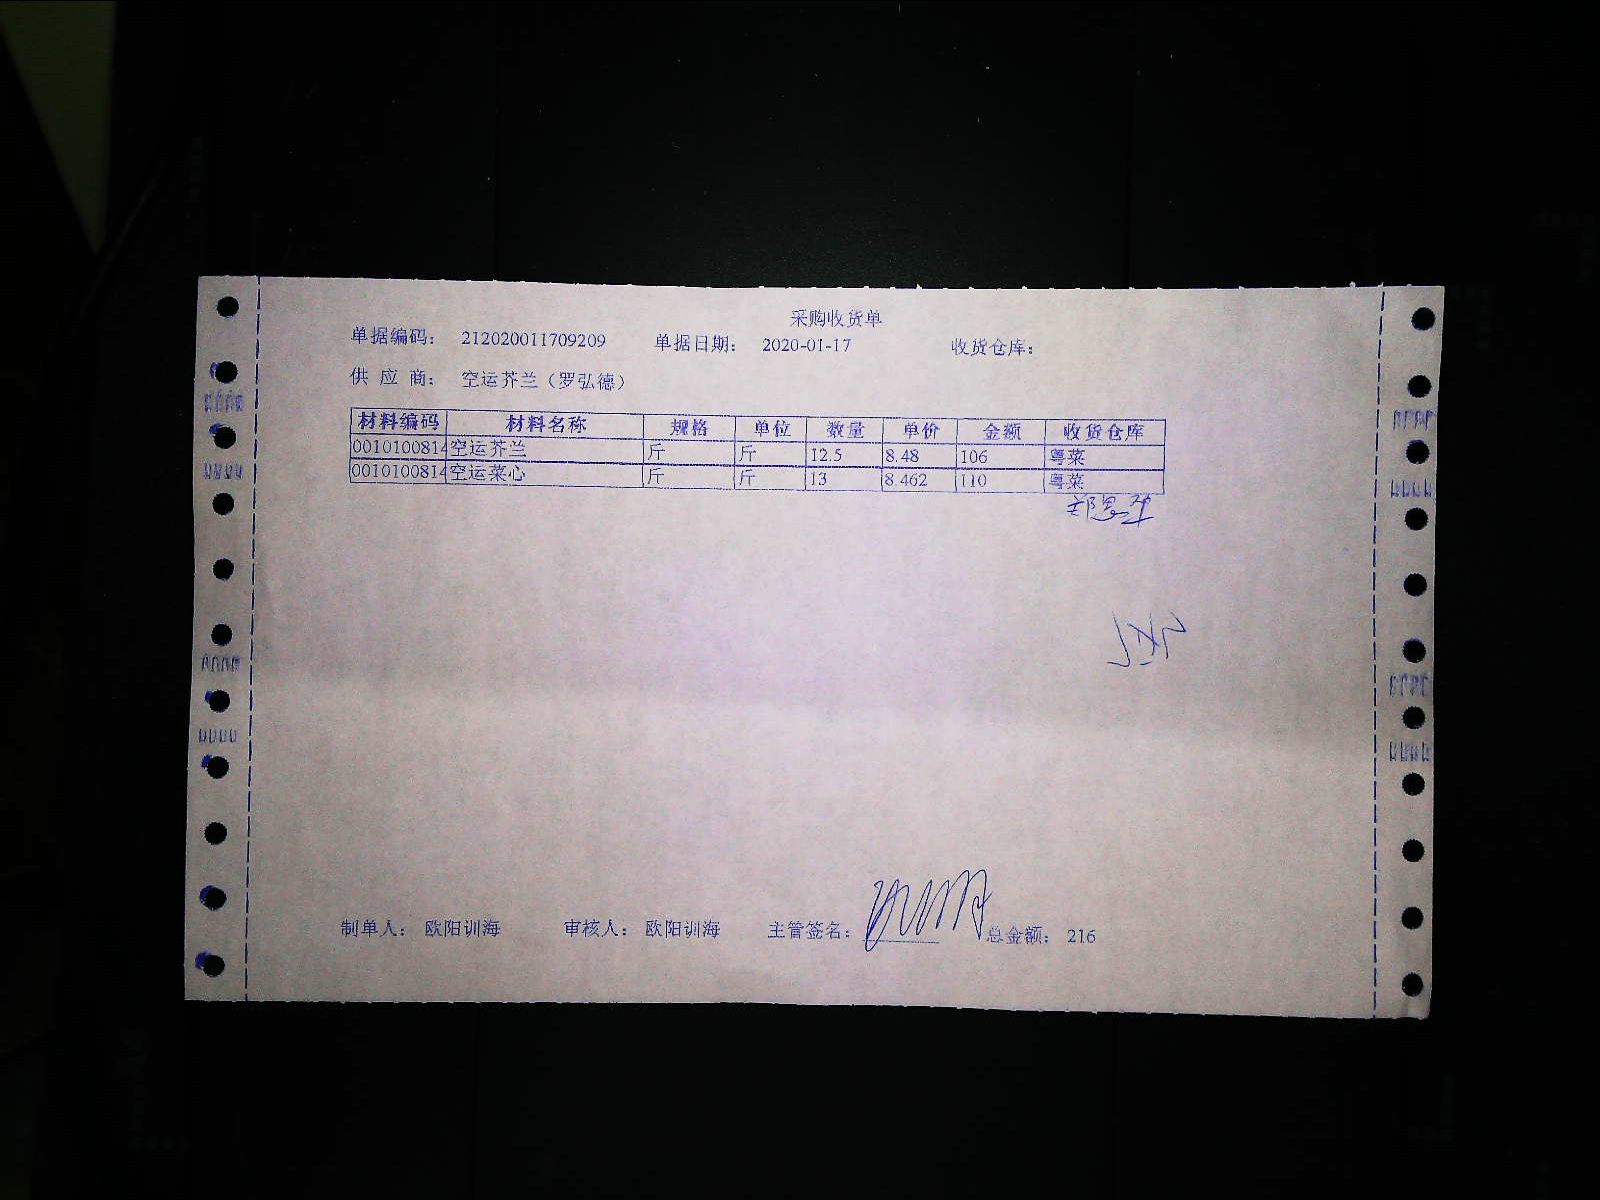 采购收货单
单据编码： 212020011709209 单据日期： 2020-01-17 收货仓库：
供 应 商： 空运芥兰（罗弘德）
材料编码 材料名称 规格 单位 数量 单价 金额 收货仓库
0010100814 空运芥兰 斤 斤 12.5 8.48 106 粤菜
0010100814 空运菜心 斤 斤 13 8.462 110 粤菜
制单人： 欧阳训海 审核人： 欧阳训海 主管签名： 总金额： 216